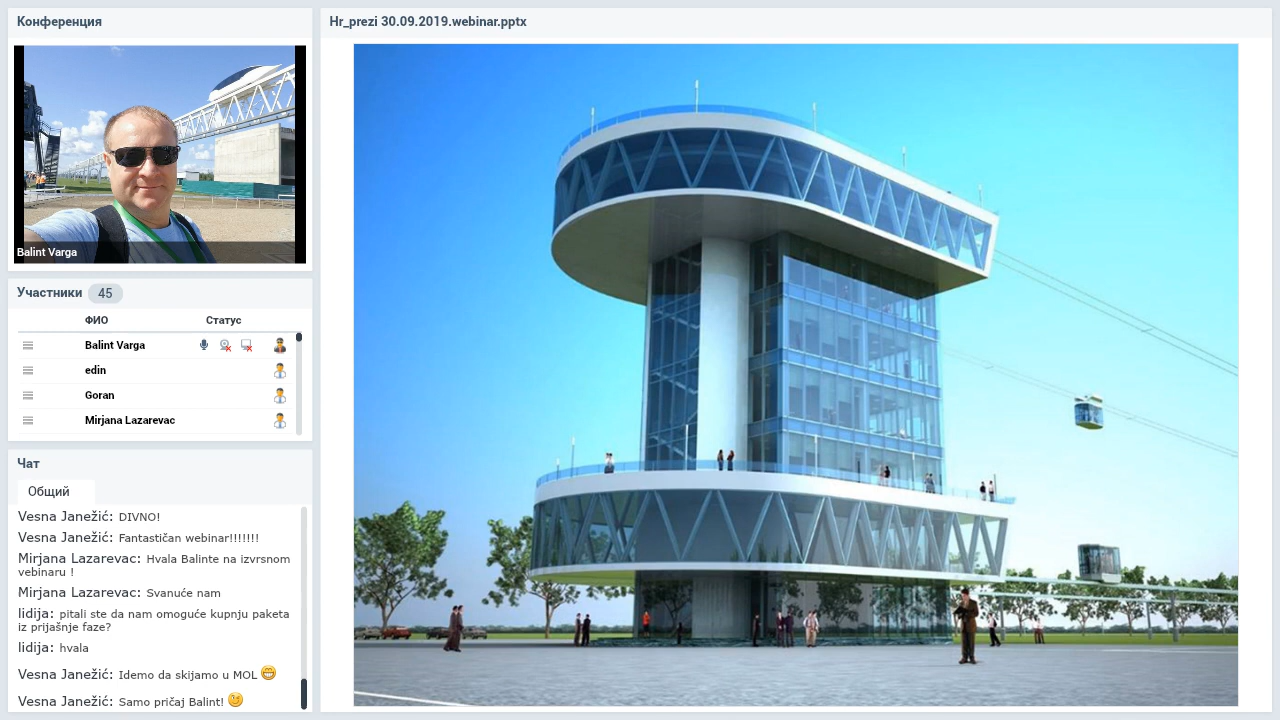 Конференция
Balint Varga
Участники 45
ФИО Статус
Balint Varga
edin
Goran
Mirjana Lazarevac
Чат
Общий
Vesna Janežić: DIVNO!
Vesna Janežić: Fantastičan webinar!!!!!!!
Mirjana Lazarevac: Hvala Balinte na izvrsnom
vebinaru !
Mirjana Lazarevac: Svanuće nam
lidija: pitali ste da nam omoguće kupnju paketa
iz prijašnje faze?
lidija: hvala
Vesna Janežić: Idemo da skijamo u MOL
Vesna Janežić: Samo pričaj Balint!
Hr_prezi 30.09.2019.webinar.pptx